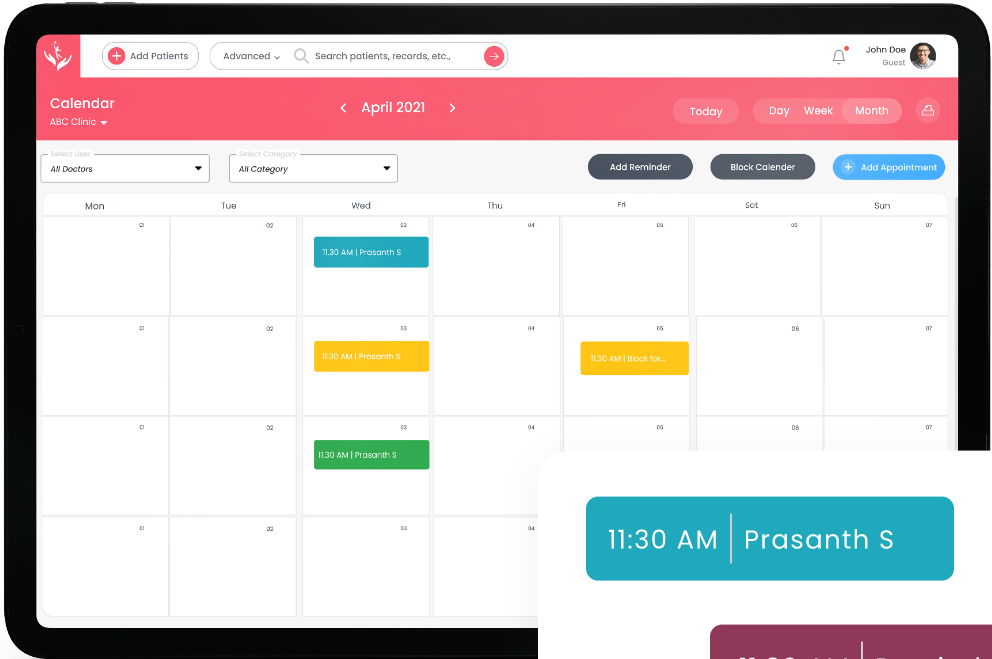 Add Patients
Advanced
Search patients, records, etc.,
John Doe
Guest
Calendar
ABC Clinic
April 2021
Today
Day Week Month
Select User
All Doctors
Select Category
All Category
Add Reminder
Block Calender
Add Appointment
Mon Tue Wed Thu Fri Sat Sun
01 02 03 04 05 06 07
11.30 AM | Prasanth S
01 02 03 04 05 06 07
11.30 AM | Prasanth S
11.30 AM | Block for...
01 02 03 04 05 06 07
11.30 AM | Prasanth S
01 02 03 04
11:30 AM | Prasanth S